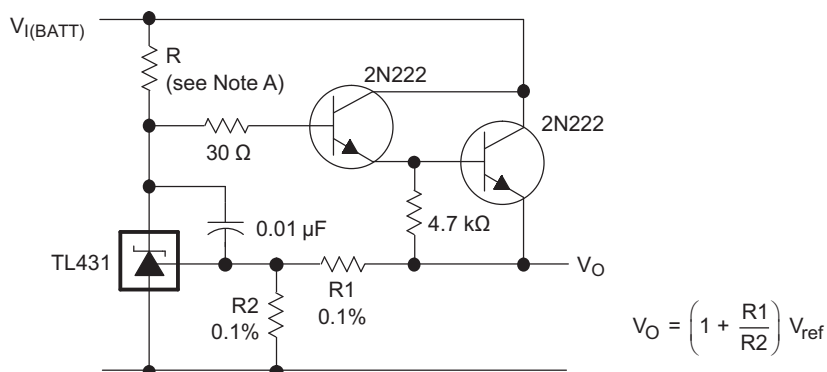 V_I(BATT)
R
(see Note A)
2N222
2N222
30 Ω
4.7 kΩ
0.01 µF
TL431
V_O
R1
0.1%
R2
0.1%
V_O = (1 + R1/R2) V_ref